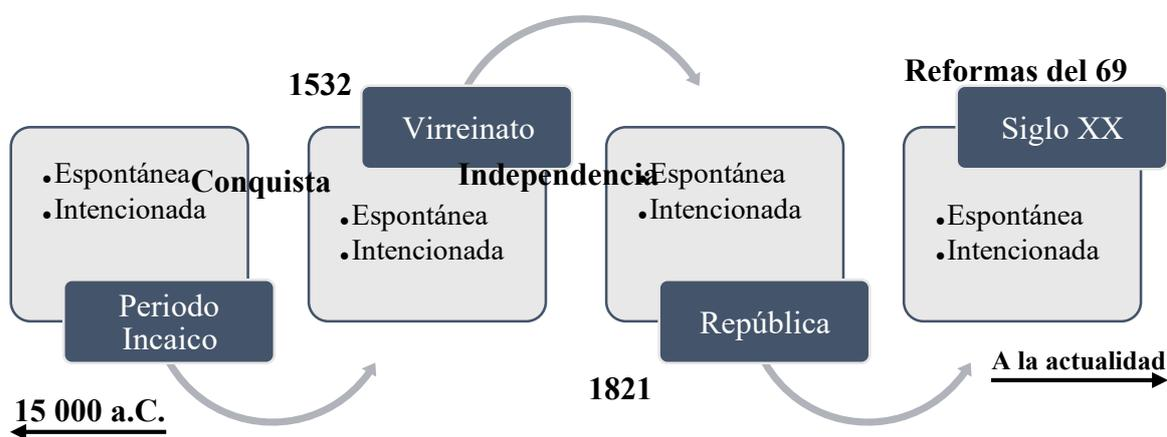 Reformas del 69
1532
Virreinato
Siglo XX
•Espontánea
•Intencionada
Conquista
Independencia
•Espontánea
•Intencionada
•Espontánea
•Intencionada
•Espontánea
•Intencionada
Periodo
Incaico
República
A la actualidad
1821
15 000 a.C.